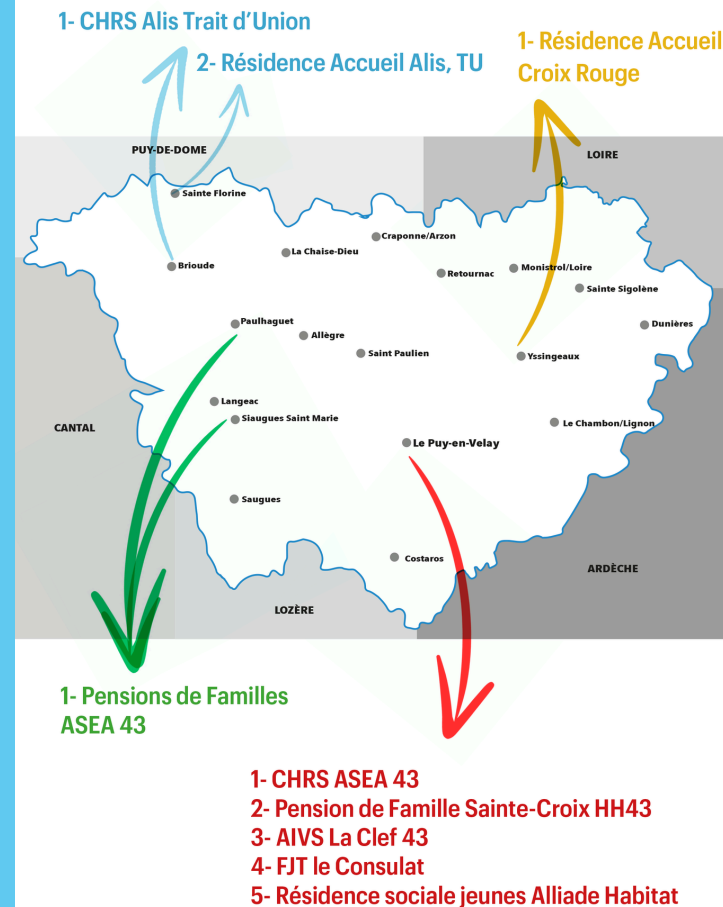 1- CHRS Alis Trait d'Union
2- Résidence Accueil Alis, TU
1- Résidence Accueil
Croix Rouge
PUY-DE-DOME
LOIRE
Sainte Florine
Craponne/Arzon
La Chaise-Dieu
Brioude
Retournac
Monistrol/Loire
Sainte Sigolène
Paulhaguet
Dunières
Allègre
Saint Paulien
Yssingeaux
Langeac
Siaugues Saint Marie
Le Chambon/Lignon
CANTAL
Le Puy-en-Velay
Saugues
Costaros
ARDÈCHE
LOZÈRE
1- Pensions de Familles
ASEA 43
1- CHRS ASEA 43
2- Pension de Famille Sainte-Croix HH43
3- AIVS La Clef 43
4- FJT le Consulat
5- Résidence sociale jeunes Alliade Habitat